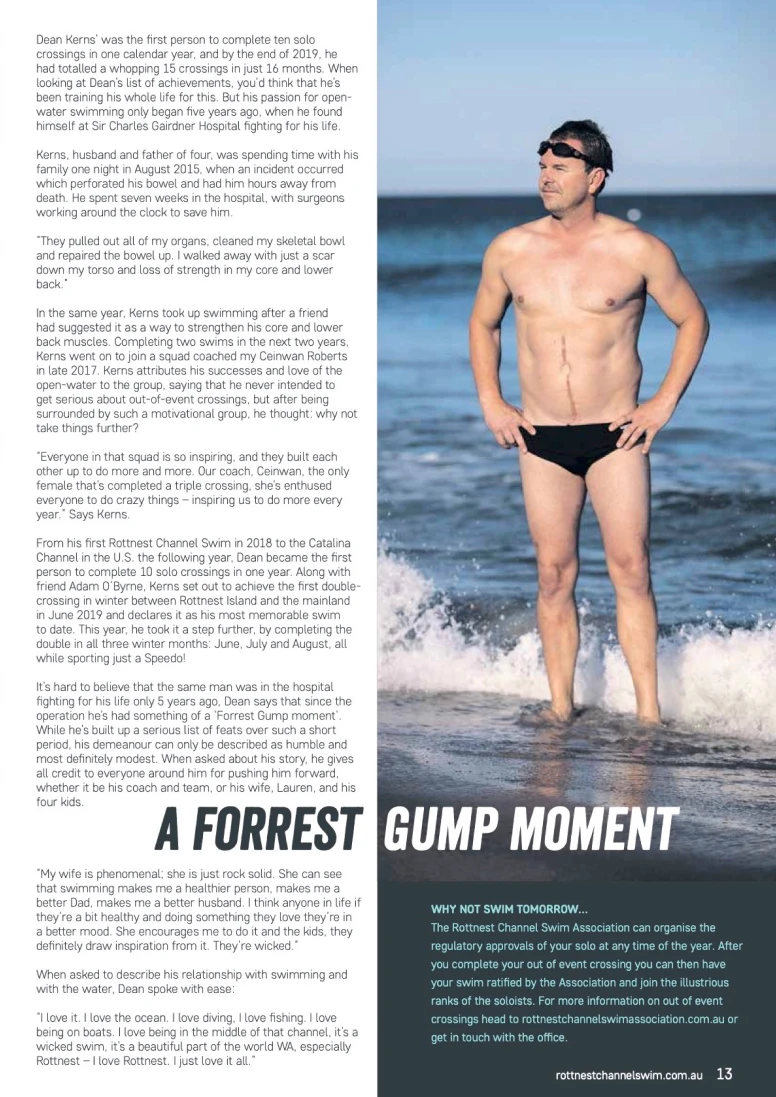 Dean Kerns' was the first person to complete ten solo
crossings in one calendar year, and by the end of 2019, he
had totalled a whopping 15 crossings in just 16 months. When
looking at Dean's list of achievements, you'd think that he's
been training his whole life for this. But his passion for open-
water swimming only began five years ago, when he found
himself at Sir Charles Gairdner Hospital fighting for his life.
Kerns, husband and father of four, was spending time with his
family one night in August 2015, when an incident occurred
which perforated his bowel and had him hours away from
death. He spent seven weeks in the hospital, with surgeons
working around the clock to save him.
"They pulled out all of my organs, cleaned my skeletal bowl
and repaired the bowel up. I walked away with just a scar
down my torso and loss of strength in my core and lower
back."
In the same year, Kerns took up swimming after a friend
had suggested it as a way to strengthen his core and lower
back muscles. Completing two swims in the next two years,
Kerns went on to join a squad coached my Ceinwan Roberts
in late 2017. Kerns attributes his successes and love of the
open-water to the group, saying that he never intended to
get serious about out-of-event crossings, but after being
surrounded by such a motivational group, he thought: why not
take things further?
"Everyone in that squad is so inspiring, and they built each
other up to do more and more. Our coach, Ceinwan, the only
female that's completed a triple crossing, she's enthused
everyone to do crazy things – inspiring us to do more every
year." Says Kerns.
From his first Rottnest Channel Swim in 2018 to the Catalina
Channel in the U.S. the following year, Dean became the first
person to complete 10 solo crossings in one year. Along with
friend Adam O'Byrne, Kerns set out to achieve the first double-
crossing in winter between Rottnest Island and the mainland
in June 2019 and declares it as his most memorable swim
to date. This year, he took it a step further, by completing the
double in all three winter months: June, July and August, all
while sporting just a Speedo!
It's hard to believe that the same man was in the hospital
fighting for his life only 5 years ago, Dean says that since the
operation he's had something of a 'Forrest Gump moment'.
While he's built up a serious list of feats over such a short
period, his demeanour can only be described as humble and
most definitely modest. When asked about his story, he gives
all credit to everyone around him for pushing him forward,
whether it be his coach and team, or his wife, Lauren, and his
four kids.
A FORREST GUMP MOMENT
"My wife is phenomenal; she is just rock solid. She can see
that swimming makes me a healthier person, makes me a
better Dad, makes me a better husband. I think anyone in life if
they're a bit healthy and doing something they love they're in
a better mood. She encourages me to do it and the kids, they
definitely draw inspiration from it. They're wicked."
When asked to describe his relationship with swimming and
with the water, Dean spoke with ease:
"I love it. I love the ocean. I love diving, I love fishing. I love
being on boats. I love being in the middle of that channel, it's a
wicked swim, it's a beautiful part of the world WA, especially
Rottnest – I love Rottnest. I just love it all."
WHY NOT SWIM TOMORROW...
The Rottnest Channel Swim Association can organise the
regulatory approvals of your solo at any time of the year. After
you complete your out of event crossing you can then have
your swim ratified by the Association and join the illustrious
ranks of the soloists. For more information on out of event
crossings head to rottnestchannelswimassociation.com.au or
get in touch with the office.
rottnestchannelswim.com.au 13